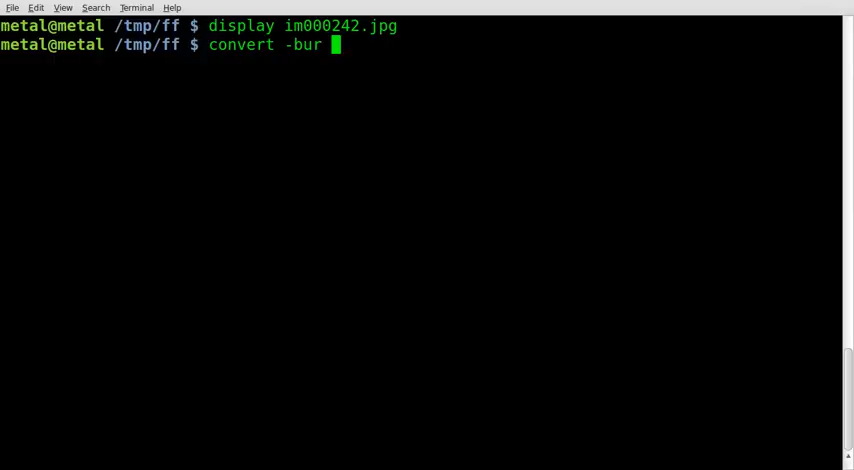 File Edit View Search Terminal Help
metal@metal /tmp/ff $ display im000242.jpg
metal@metal /tmp/ff $ convert -bur